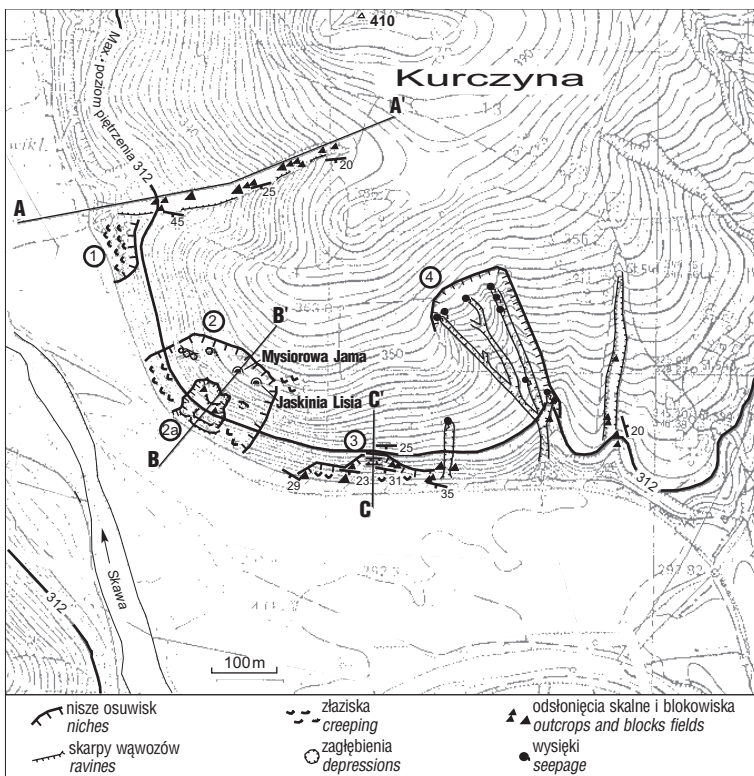 410
Kurczyna
Max. poziom piętrzenia 312
A'
A
20
25
45
1
2
B'
Mysiorowa Jama
Jaskinia Lisia
2a
B
4
350
C'
3
25
29
23
31
35
C
20
312
312
Skawa
100 m
nisze osuwisk
niches
skarpy wąwozów
ravines
złaziska
creeping
zagłębienia
depressions
odsłonięcia skalne i blokowiska
outcrops and blocks fields
wysięki
seepage